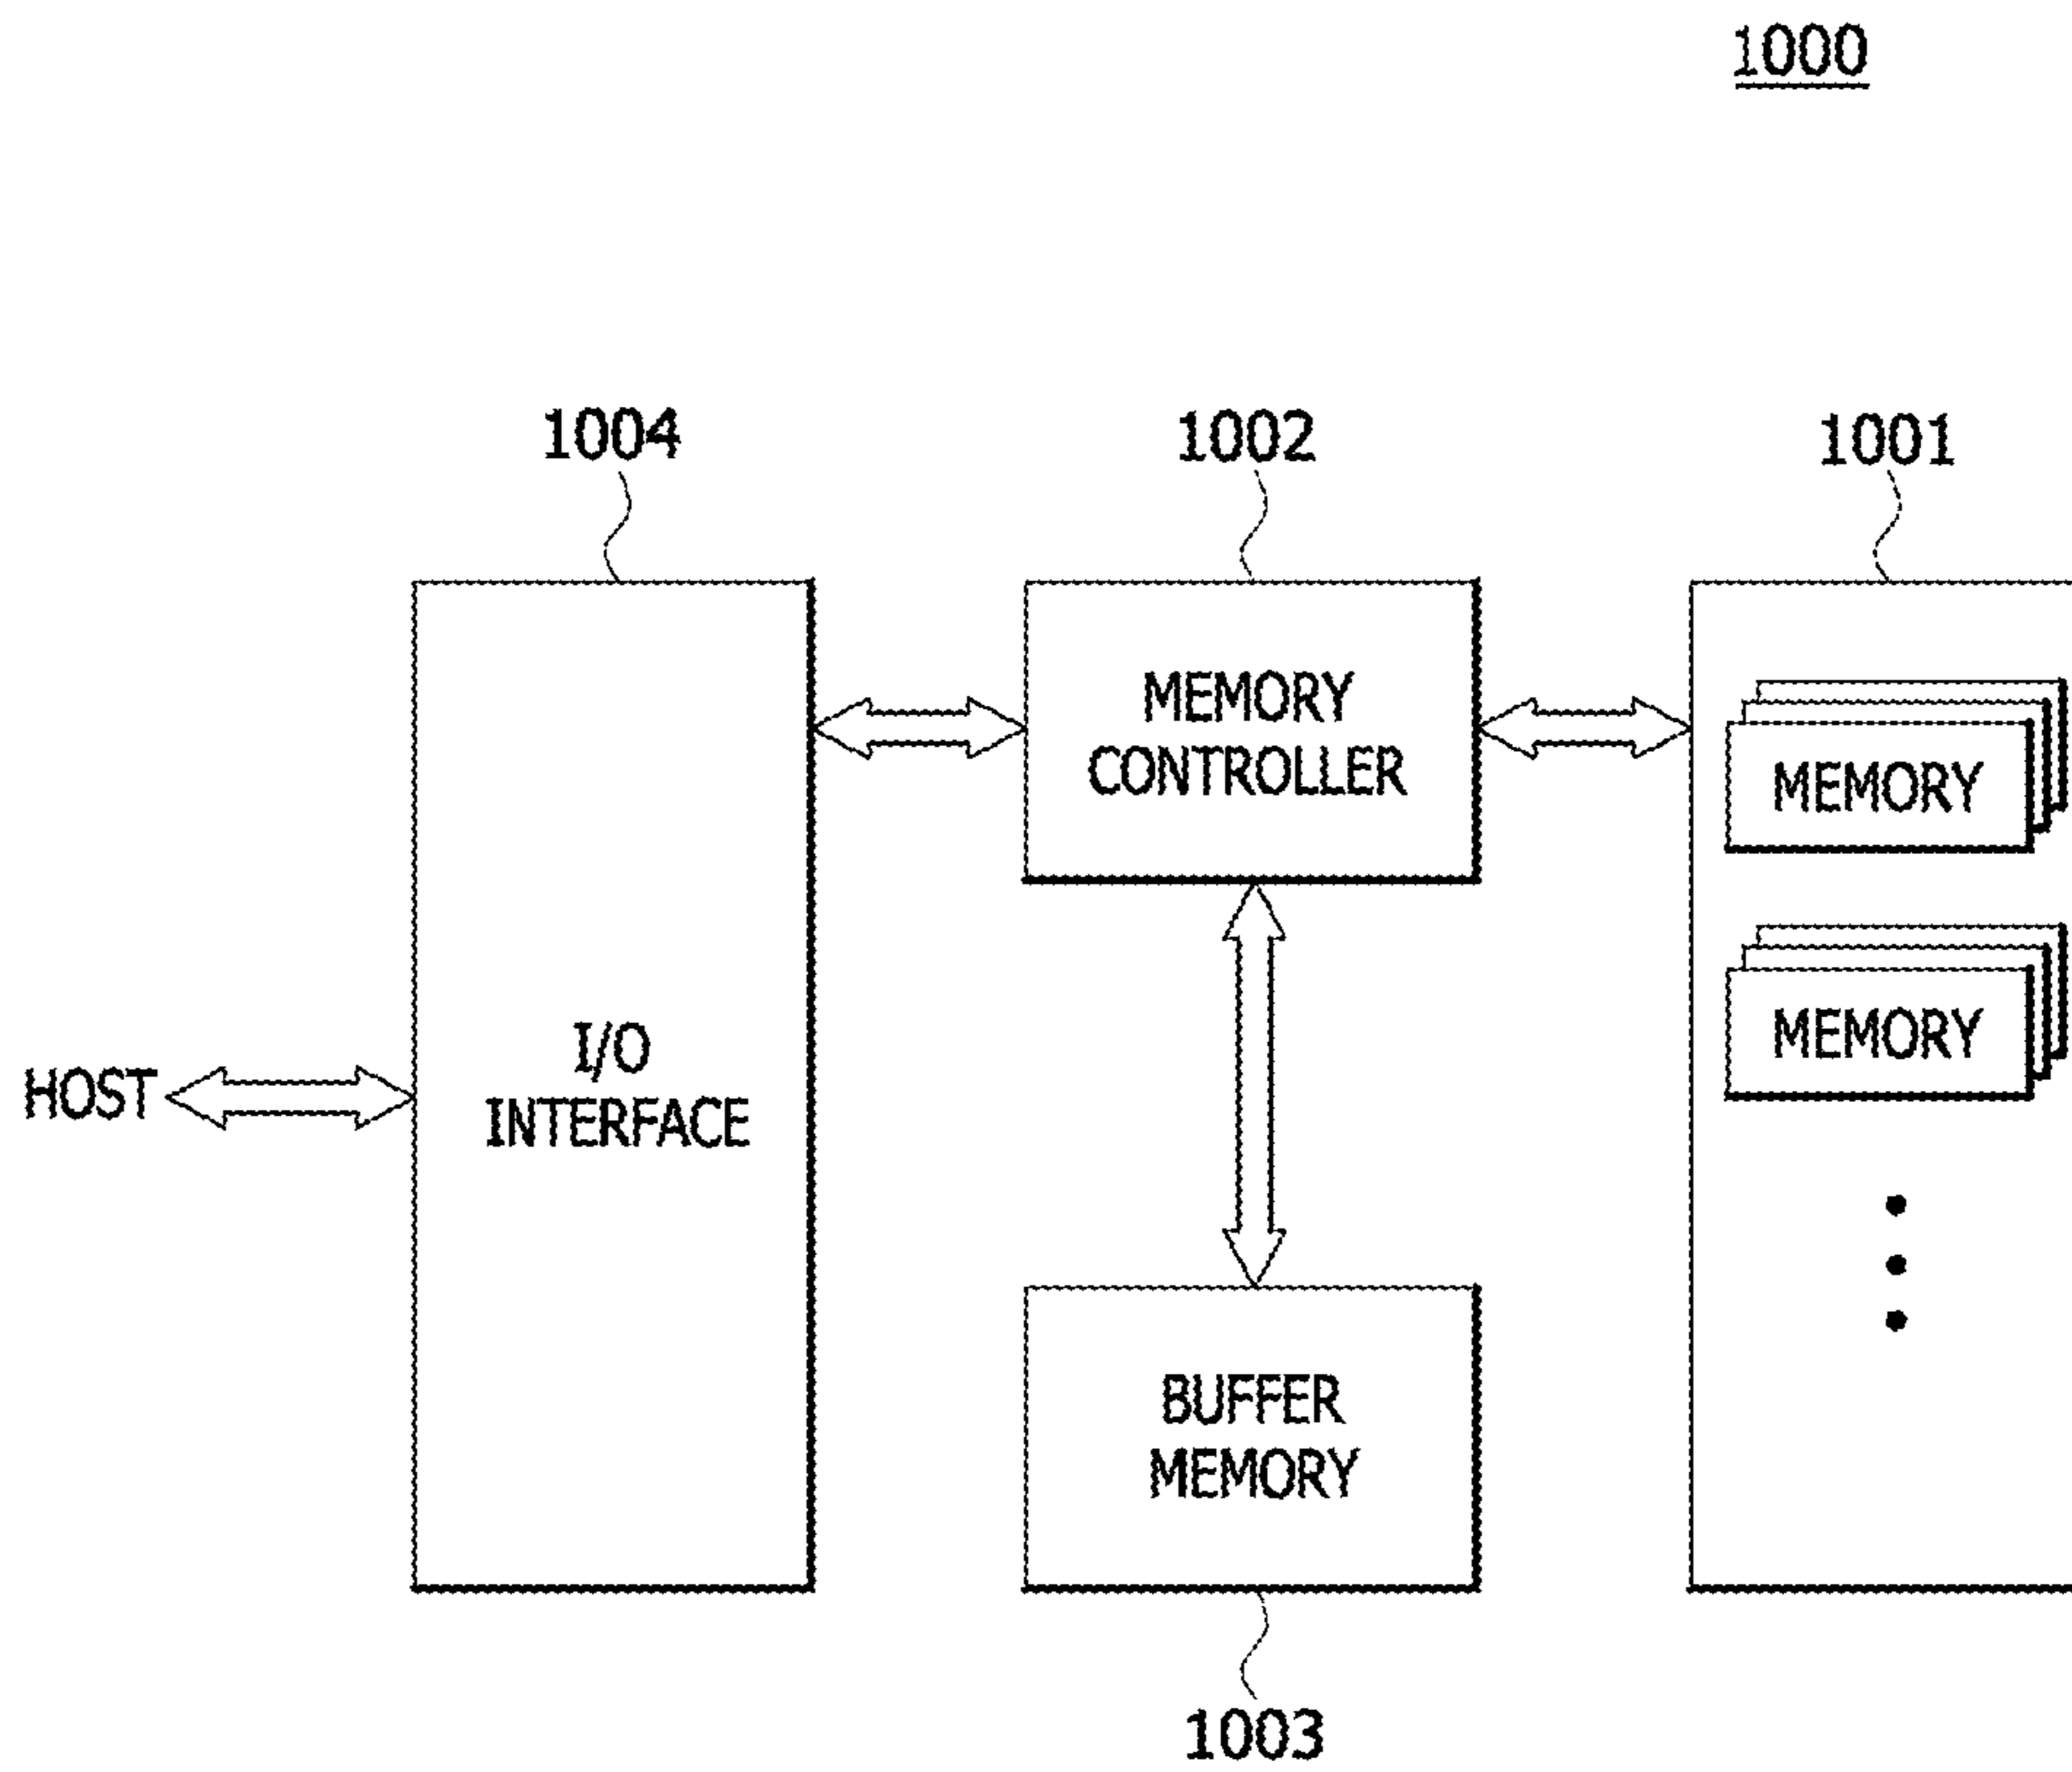 1000
1004
1002
1001
MEMORY
CONTROLLER
MEMORY
MEMORY
I/O
INTERFACE
HOST
BUFFER
MEMORY
1003